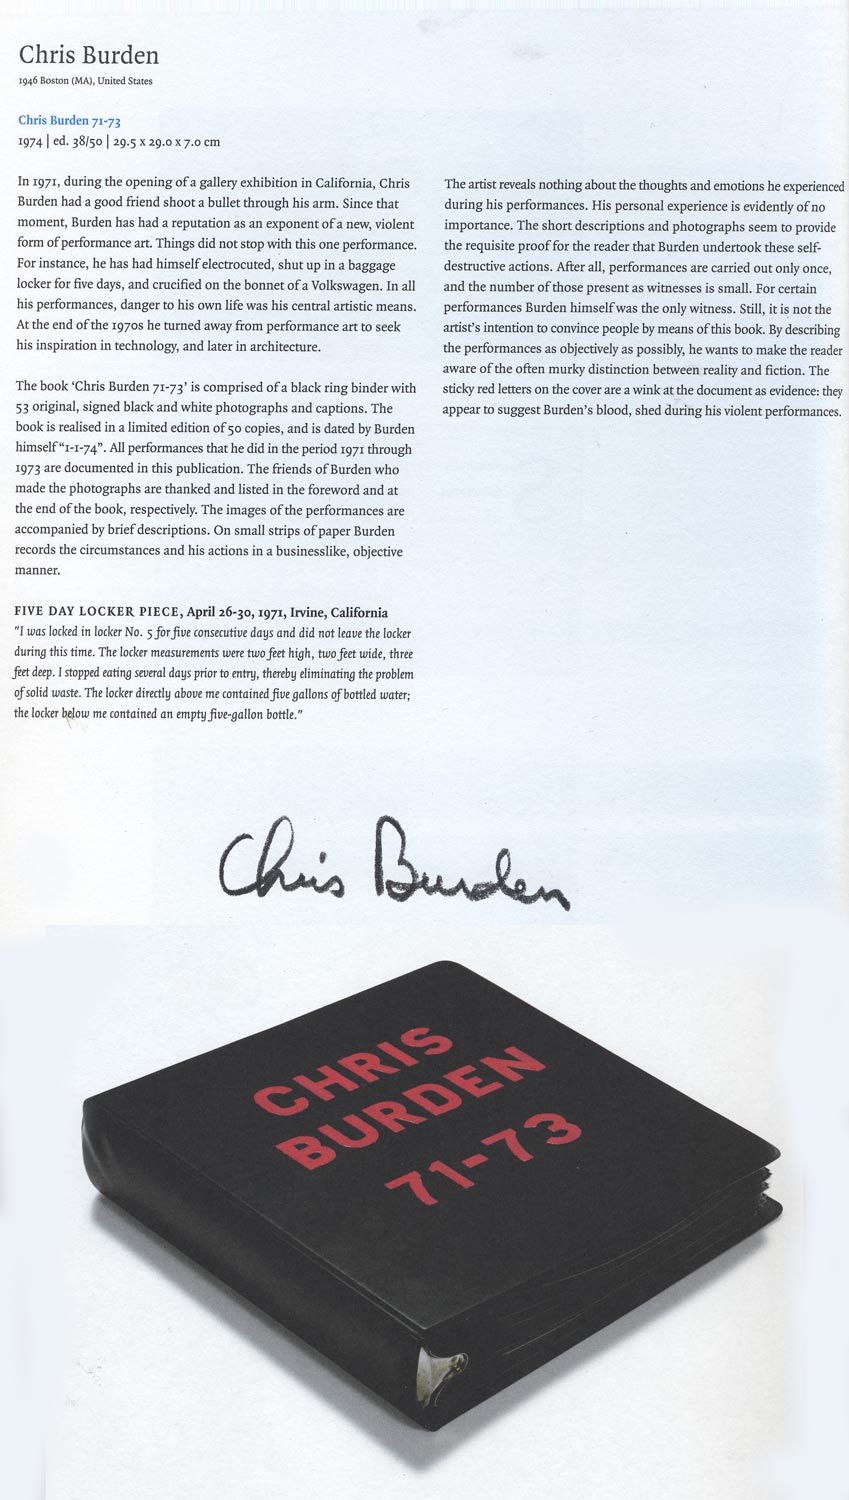 Chris Burden
1946 Boston (MA), United States
Chris Burden 71-73
1974 | ed. 38/50 | 29.5 x 29.0 x 7.0 cm
In 1971, during the opening of a gallery exhibition in California, Chris
Burden had a good friend shoot a bullet through his arm. Since that
moment, Burden has had a reputation as an exponent of a new, violent
form of performance art. Things did not stop with this one performance.
For instance, he has had himself electrocuted, shut up in a baggage
locker for five days, and crucified on the bonnet of a Volkswagen. In all
his performances, danger to his own life was his central artistic means.
At the end of the 1970s he turned away from performance art to seek
his inspiration in technology, and later in architecture.
The book ‘Chris Burden 71-73’ is comprised of a black ring binder with
53 original, signed black and white photographs and captions. The
book is realised in a limited edition of 50 copies, and is dated by Burden
himself “1-1-74”. All performances that he did in the period 1971 through
1973 are documented in this publication. The friends of Burden who
made the photographs are thanked and listed in the foreword and at
the end of the book, respectively. The images of the performances are
accompanied by brief descriptions. On small strips of paper Burden
records the circumstances and his actions in a businesslike, objective
manner.
FIVE DAY LOCKER PIECE, April 26-30, 1971, Irvine, California
"I was locked in locker No. 5 for five consecutive days and did not leave the locker
during this time. The locker measurements were two feet high, two feet wide, three
feet deep. I stopped eating several days prior to entry, thereby eliminating the problem
of solid waste. The locker directly above me contained five gallons of bottled water;
the locker below me contained an empty five-gallon bottle."
The artist reveals nothing about the thoughts and emotions he experienced
during his performances. His personal experience is evidently of no
importance. The short descriptions and photographs seem to provide
the requisite proof for the reader that Burden undertook these self-
destructive actions. After all, performances are carried out only once,
and the number of those present as witnesses is small. For certain
performances Burden himself was the only witness. Still, it is not the
artist's intention to convince people by means of this book. By describing
the performances as objectively as possibly, he wants to make the reader
aware of the often murky distinction between reality and fiction. The
sticky red letters on the cover are a wink at the document as evidence: they
appear to suggest Burden's blood, shed during his violent performances.
Chris Burden
CHRIS
BURDEN
71-73